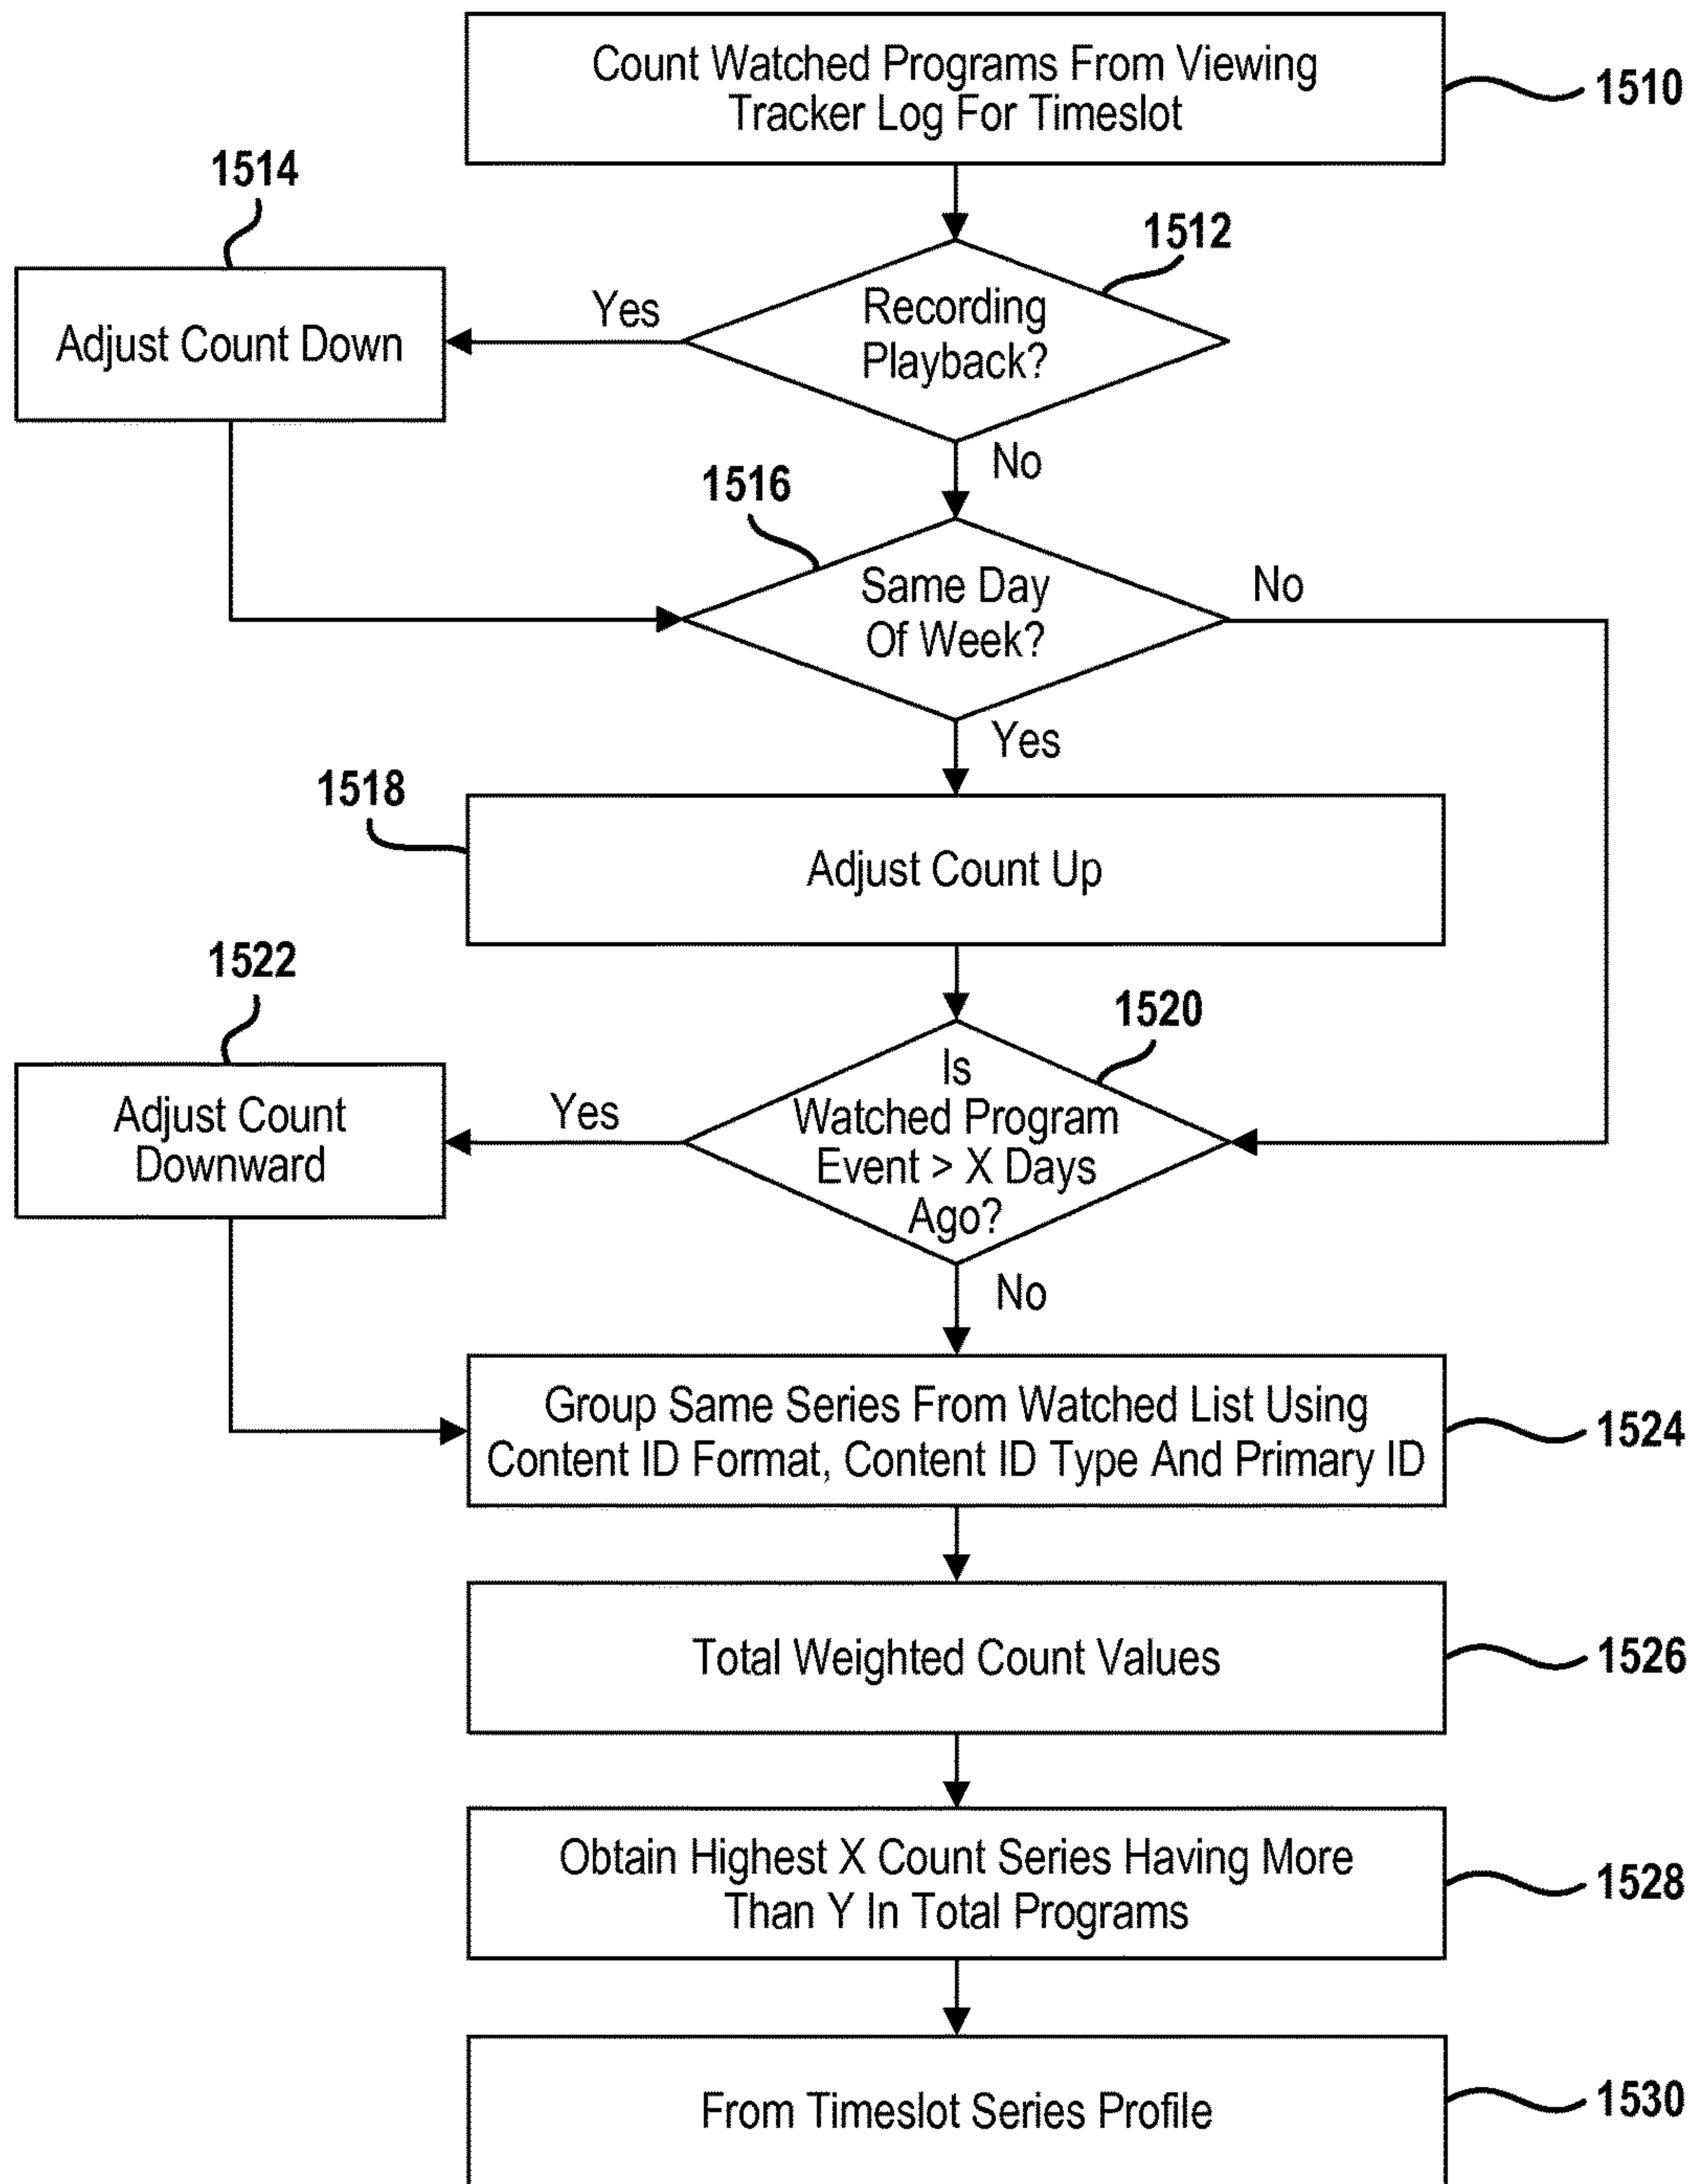 Count Watched Programs From Viewing
Tracker Log For Timeslot
1510
1514
1512
Adjust Count Down
Yes
Recording
Playback?
No
1516
Same Day
Of Week?
No
Yes
1518
Adjust Count Up
1522
1520
Adjust Count
Downward
Yes
Is
Watched Program
Event > X Days
Ago?
No
Group Same Series From Watched List Using
Content ID Format, Content ID Type And Primary ID
1524
Total Weighted Count Values
1526
Obtain Highest X Count Series Having More
Than Y In Total Programs
1528
From Timeslot Series Profile
1530